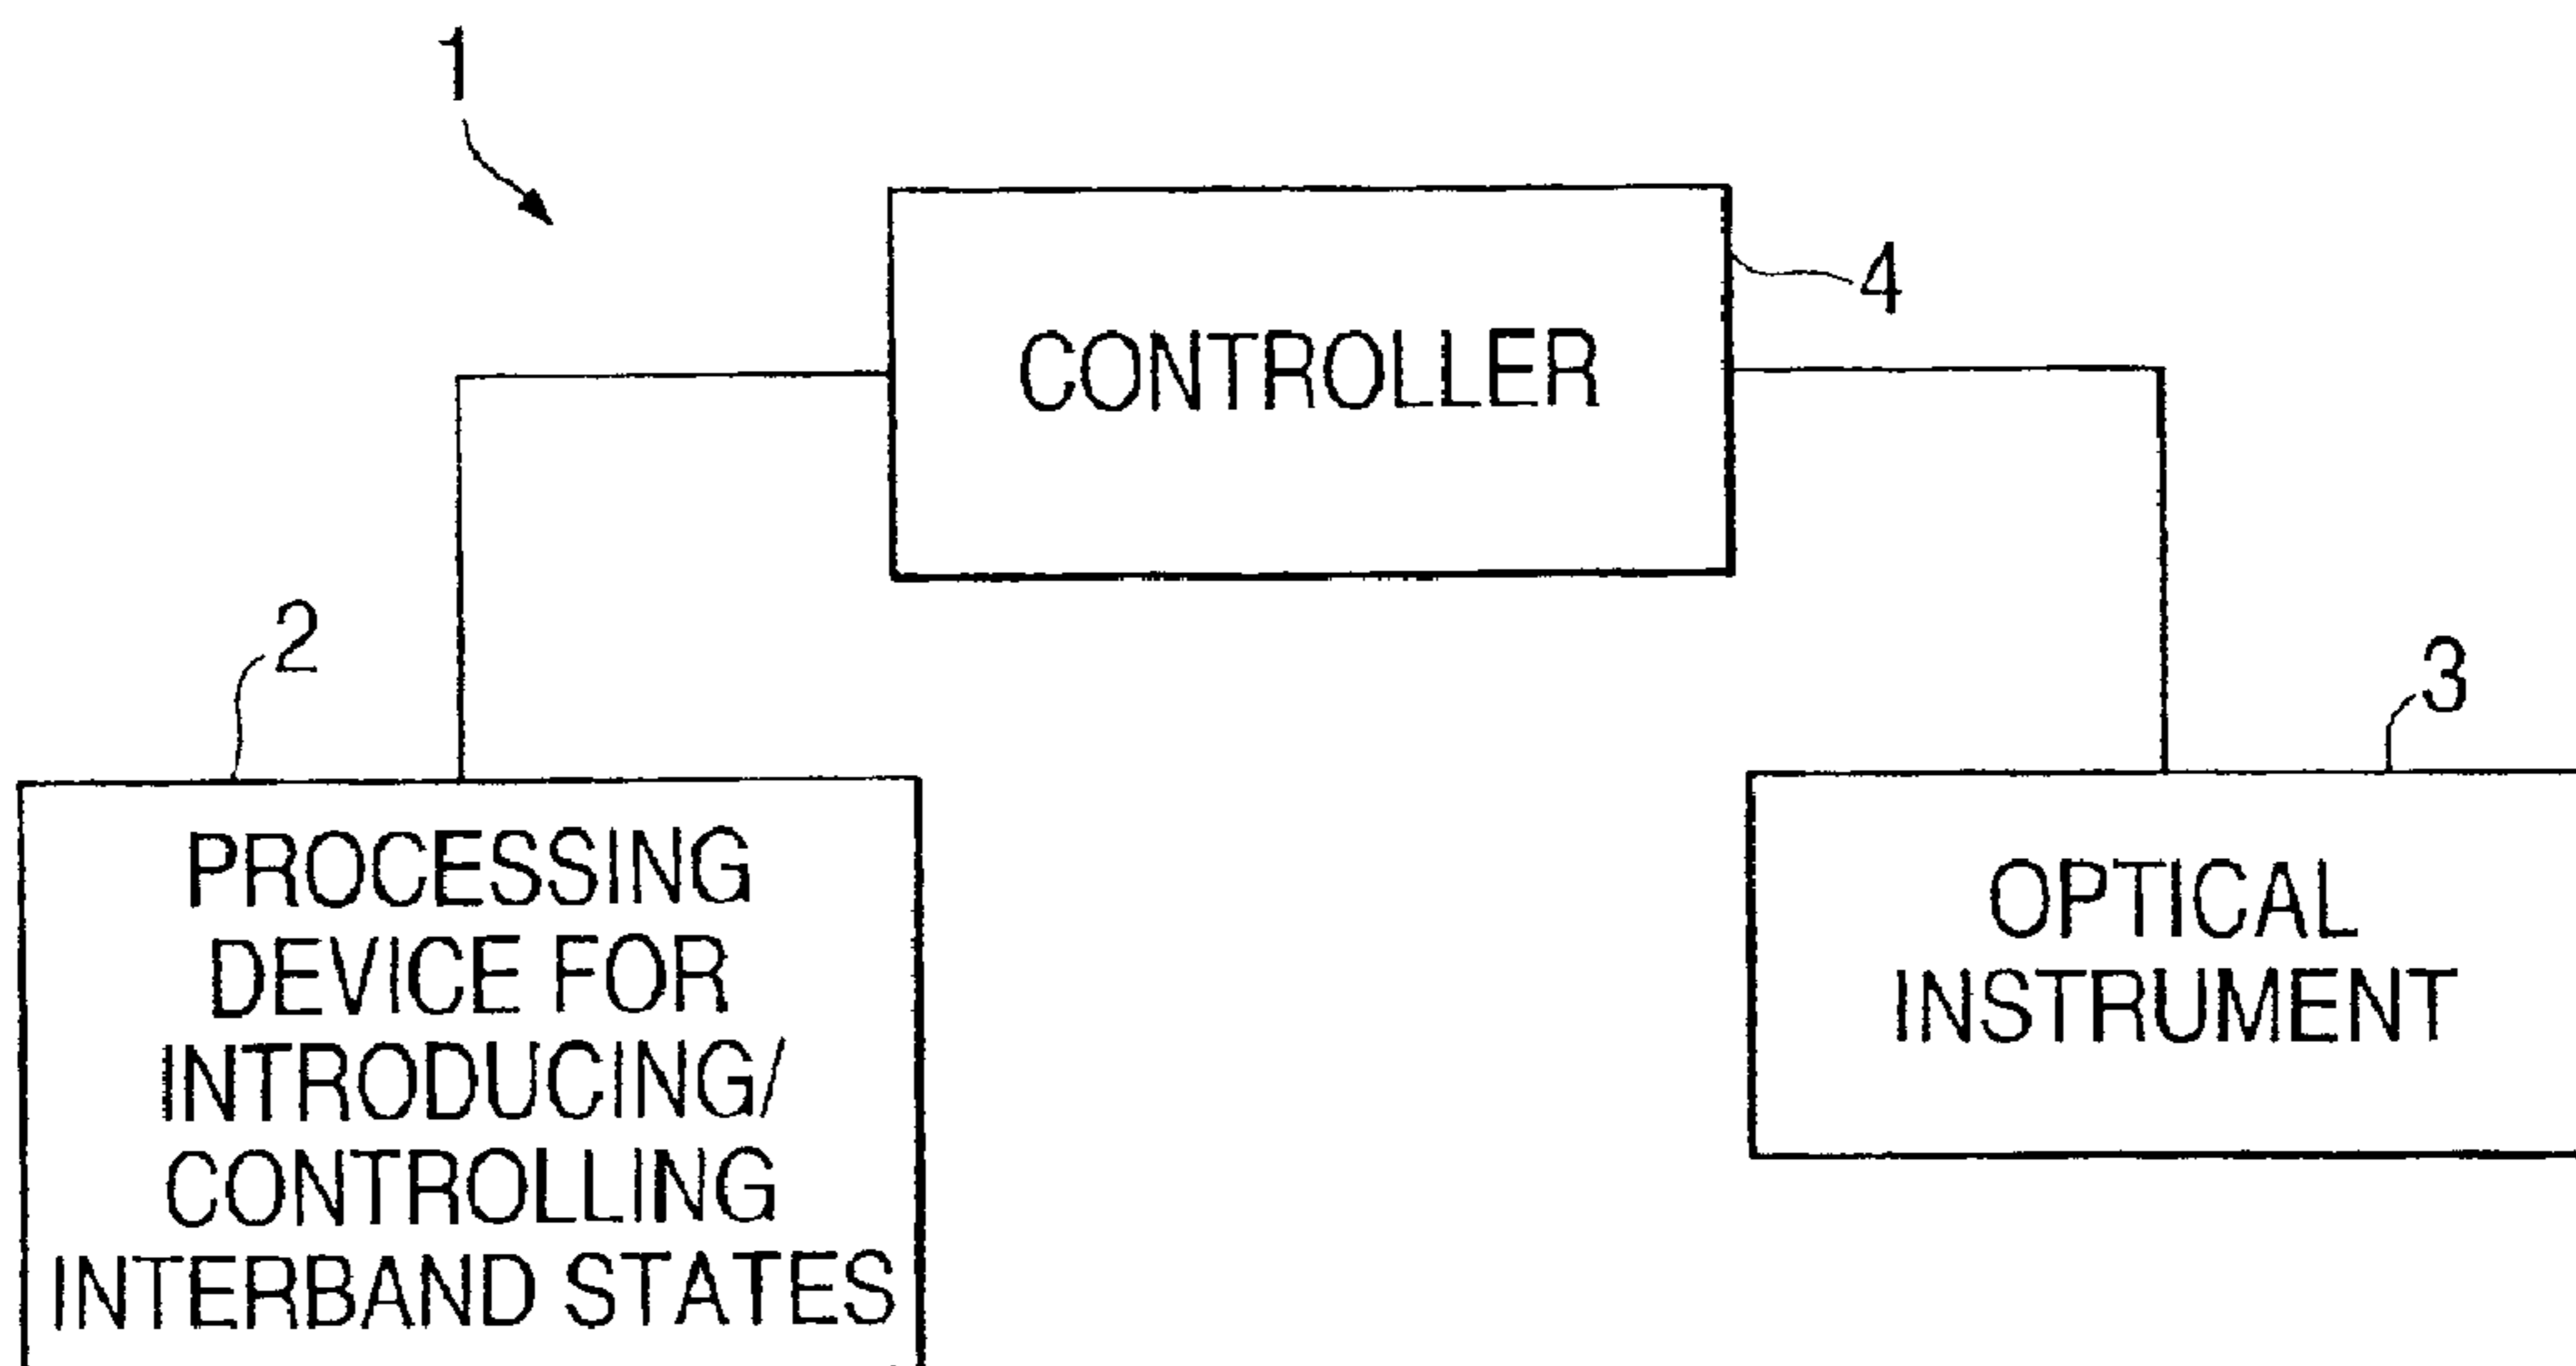 1
CONTROLLER
4
2
3
PROCESSING
DEVICE FOR
INTRODUCING/
CONTROLLING
INTERBAND STATES
OPTICAL
INSTRUMENT